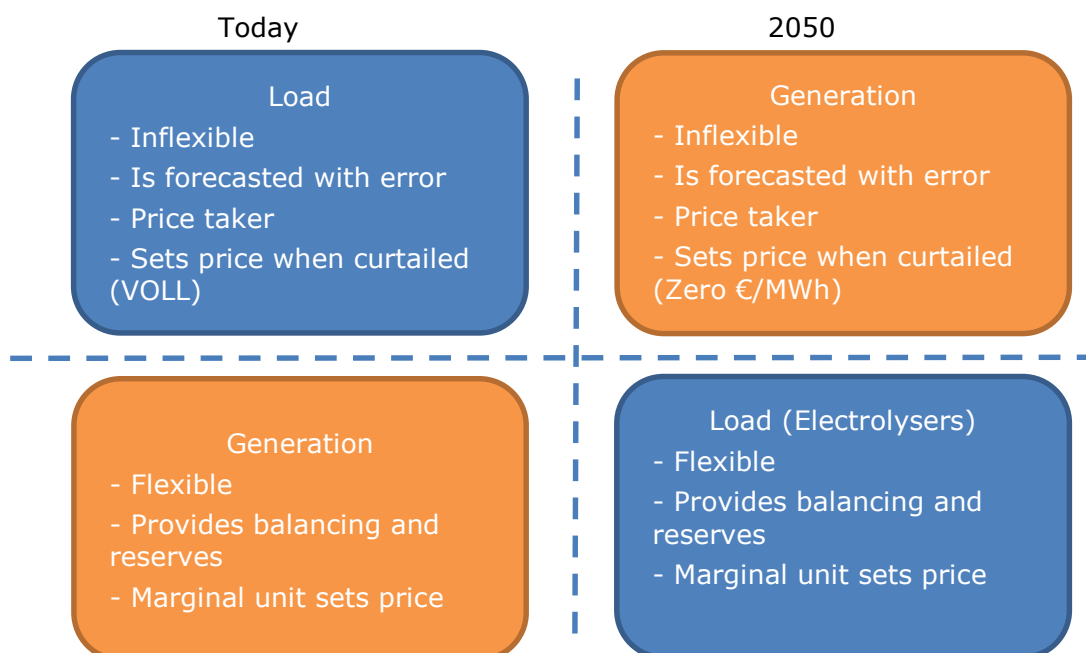 Today
2050
Load
- Inflexible
- Is forecasted with error
- Price taker
- Sets price when curtailed
(VOLL)
Generation
- Inflexible
- Is forecasted with error
- Price taker
- Sets price when curtailed
(Zero €/MWh)
Generation
- Flexible
- Provides balancing and
reserves
- Marginal unit sets price
Load (Electrolysers)
- Flexible
- Provides balancing and
reserves
- Marginal unit sets price